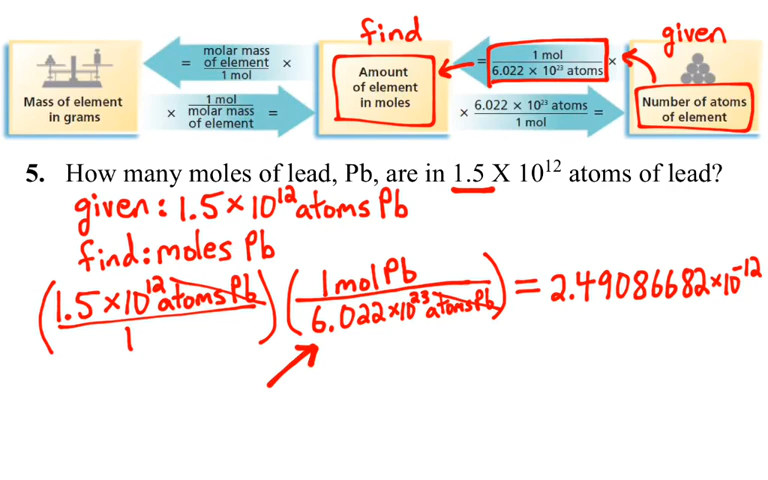 find
given
= molar mass of element / 1 mol ×
= 1 mol / 6.022 × 10²³ atoms ×
Mass of element
in grams
Amount
of element
in moles
Number of atoms
of element
× 1 mol / molar mass of element =
× 6.022 × 10²³ atoms / 1 mol =
5. How many moles of lead, Pb, are in 1.5 X 10¹² atoms of lead?
given: 1.5 × 10¹² atoms Pb
find: moles Pb
(1.5 × 10¹² atoms Pb / 1) (1 mol Pb / 6.022 × 10²³ atoms Pb) = 2.49086682 × 10⁻¹²